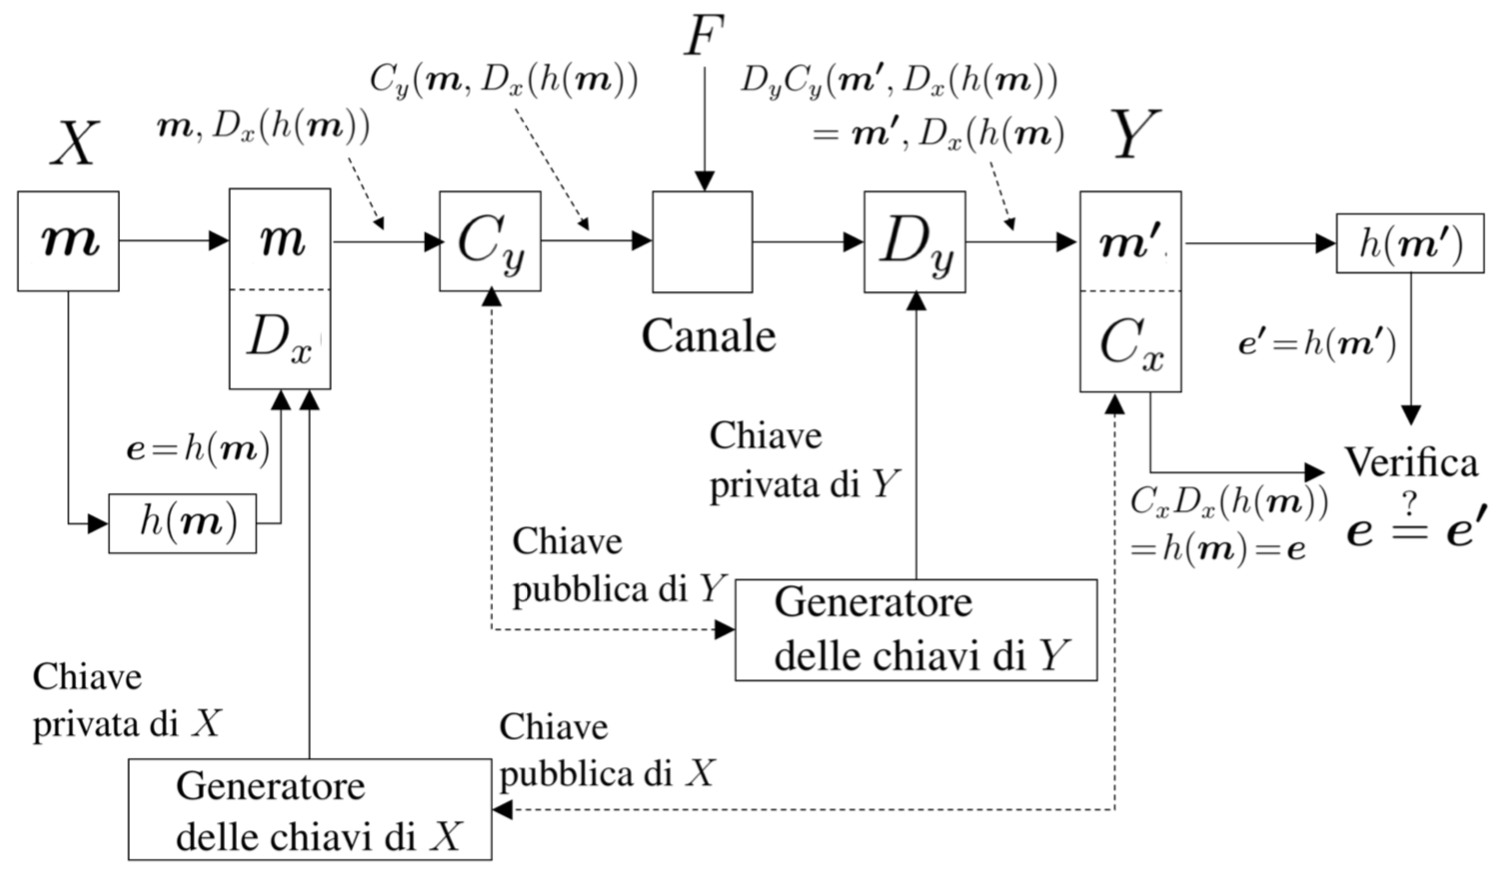 F
C_y(m, D_x(h(m))
D_yC_y(m′, D_x(h(m))
= m′, D_x(h(m)
m, D_x(h(m))
X
Y
m
m
D_x
C_y
D_y
m′.
C_x
h(m′)
Canale
e′=h(m′)
e=h(m)
h(m)
Chiave
privata di Y
Verifica
e ?= e′
C_xD_x(h(m))
=h(m)=e
Chiave
pubblica di Y
Generatore
delle chiavi di Y
Chiave
privata di X
Chiave
pubblica di X
Generatore
delle chiavi di X